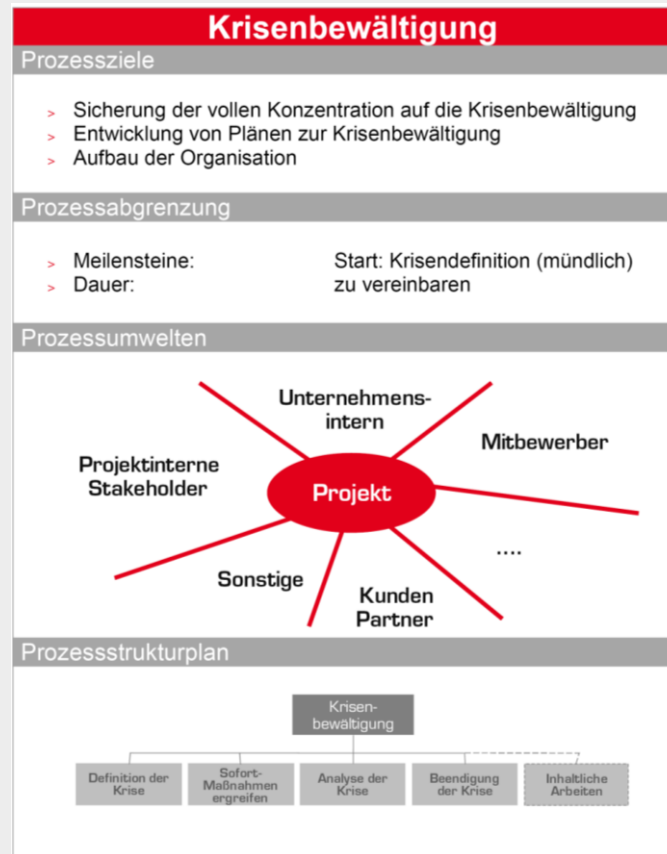 Krisenbewältigung
Prozessziele
> Sicherung der vollen Konzentration auf die Krisenbewältigung
> Entwicklung von Plänen zur Krisenbewältigung
> Aufbau der Organisation
Prozessabgrenzung
> Meilensteine: Start: Krisendefinition (mündlich)
> Dauer: zu vereinbaren
Prozessumwelten
Unternehmens-
intern
Mitbewerber
Projektinterne
Stakeholder
Projekt
....
Sonstige
Kunden
Partner
Prozessstrukturplan
Krisen-
bewältigung
Definition der
Krise
Sofort-
Maßnahmen
ergreifen
Analyse der
Krise
Beendigung
der Krise
Inhaltliche
Arbeiten